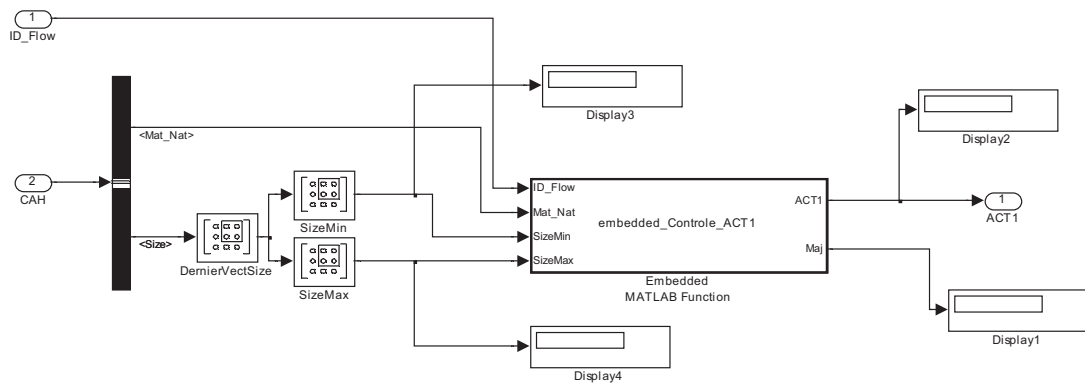 1
ID_Flow
Display3
Display2
<Mat_Nat>
2
CAH
ID_Flow
Mat_Nat
SizeMin
SizeMax
embedded_Controle_ACT1
ACT1
Maj
1
ACT1
SizeMin
<Size>
DernierVectSize
SizeMax
Embedded
MATLAB Function
Display1
Display4